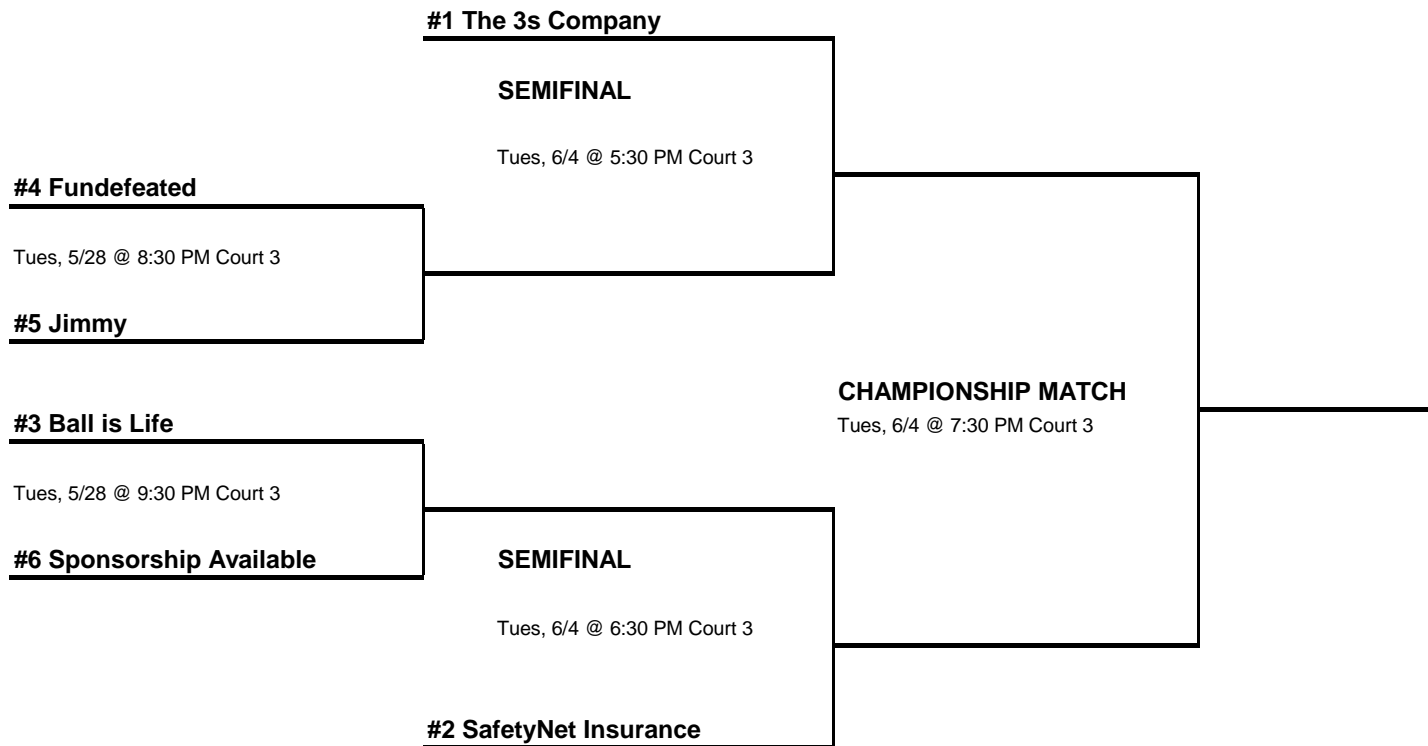 #1 The 3s Company
SEMIFINAL
Tues, 6/4 @ 5:30 PM Court 3
#4 Fundefeated
Tues, 5/28 @ 8:30 PM Court 3
#5 Jimmy
CHAMPIONSHIP MATCH
Tues, 6/4 @ 7:30 PM Court 3
#3 Ball is Life
Tues, 5/28 @ 9:30 PM Court 3
#6 Sponsorship Available
SEMIFINAL
Tues, 6/4 @ 6:30 PM Court 3
#2 SafetyNet Insurance